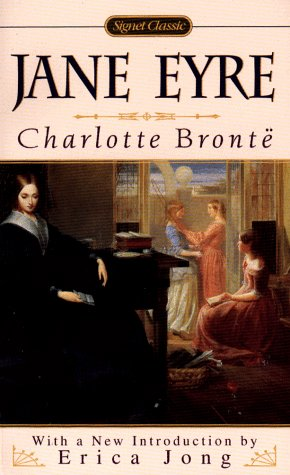 Signet Classic
JANE EYRE
Charlotte Brontë
With a New Introduction by
Erica Jong